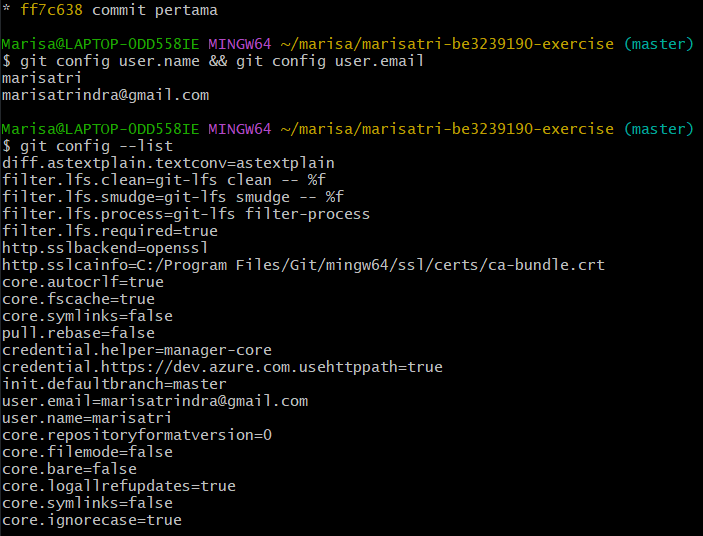 * ff7c638 commit pertama
Marisa@LAPTOP-ODD558IE MINGW64 ~/marisa/marisatri-be3239190-exercise (master)
$ git config user.name && git config user.email
marisatri
marisatrindra@gmail.com
Marisa@LAPTOP-ODD558IE MINGW64 ~/marisa/marisatri-be3239190-exercise (master)
$ git config --list
diff.astextplain.textconv=astextplain
filter.lfs.clean=git-lfs clean -- %f
filter.lfs.smudge=git-lfs smudge -- %f
filter.lfs.process=git-lfs filter-process
filter.lfs.required=true
http.sslbackend=openssl
http.sslcainfo=C:/Program Files/Git/mingw64/ssl/certs/ca-bundle.crt
core.autocrlf=true
core.fscache=true
core.symlinks=false
pull.rebase=false
credential.helper=manager-core
credential.https://dev.azure.com.usehttppath=true
init.defaultbranch=master
user.email=marisatrindra@gmail.com
user.name=marisatri
core.repositoryformatversion=0
core.filemode=false
core.bare=false
core.logallrefupdates=true
core.symlinks=false
core.ignorecase=true